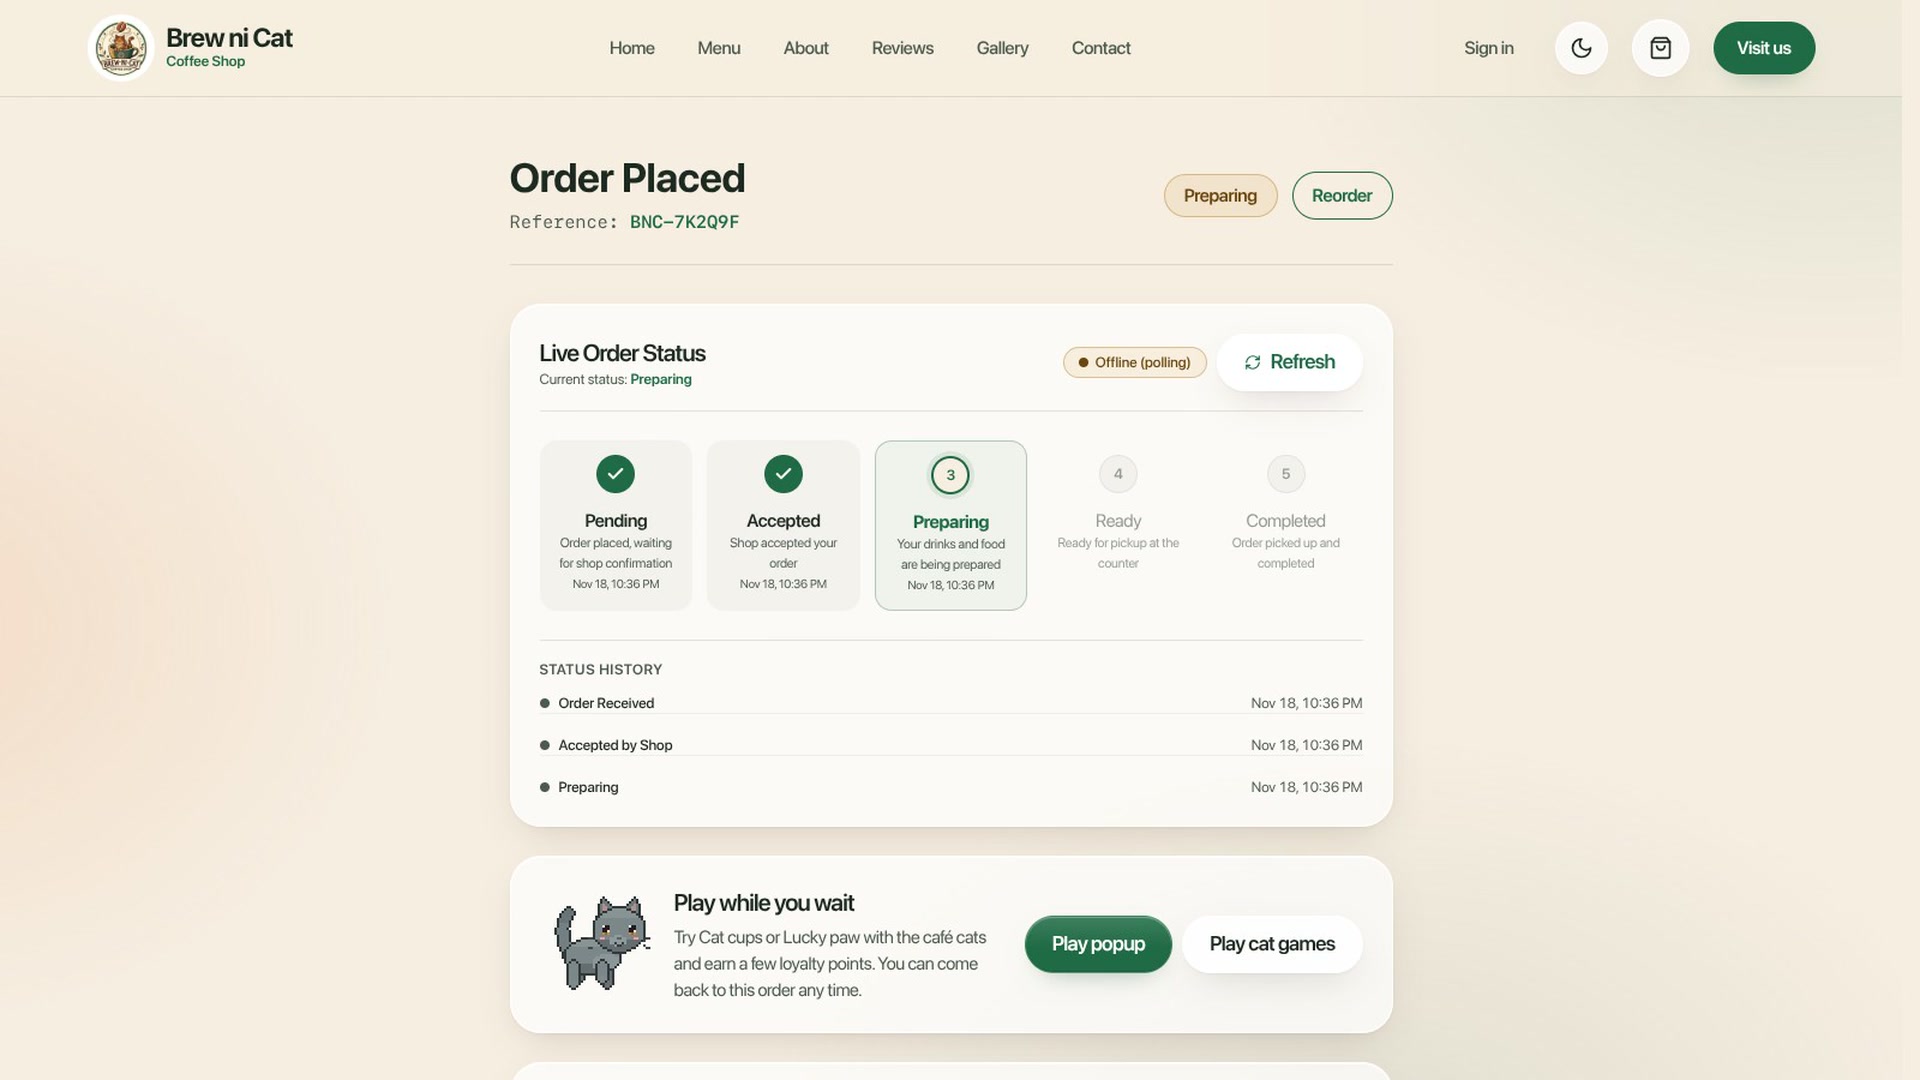 BREW NI CAT
Brew ni Cat
Coffee Shop
Home
Menu
About
Reviews
Gallery
Contact
Sign in
Visit us
Order Placed
Reference: BNC–7K2Q9F
Preparing
Reorder
Live Order Status
Current status: Preparing
Offline (polling)
Refresh
Pending
Order placed, waiting
for shop confirmation
Nov 18, 10:36 PM
Accepted
Shop accepted your
order
Nov 18, 10:36 PM
3
Preparing
Your drinks and food
are being prepared
Nov 18, 10:36 PM
4
Ready
Ready for pickup at the
counter
5
Completed
Order picked up and
completed
STATUS HISTORY
Order Received
Nov 18, 10:36 PM
Accepted by Shop
Nov 18, 10:36 PM
Preparing
Nov 18, 10:36 PM
Play while you wait
Try Cat cups or Lucky paw with the café cats
and earn a few loyalty points. You can come
back to this order any time.
Play popup
Play cat games